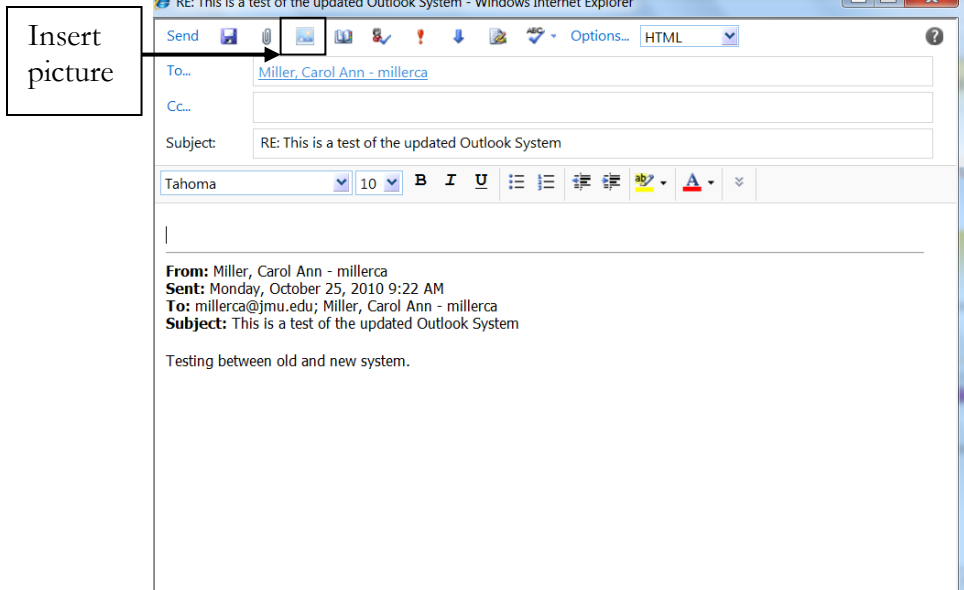 RE: This is a test of the updated Outlook System - Windows Internet Explorer
Insert
picture
Send Options... HTML
To... Miller, Carol Ann - millerca
Cc...
Subject: RE: This is a test of the updated Outlook System
Tahoma 10 B I U ab A
From: Miller, Carol Ann - millerca
Sent: Monday, October 25, 2010 9:22 AM
To: millerca@jmu.edu; Miller, Carol Ann - millerca
Subject: This is a test of the updated Outlook System
Testing between old and new system.